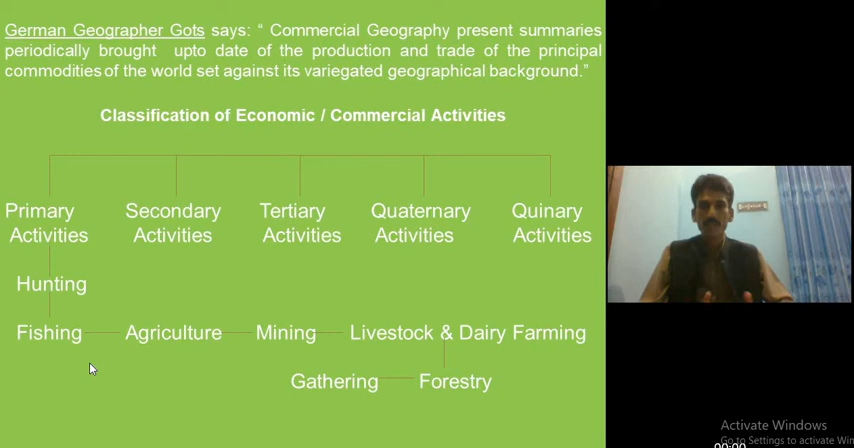 German Geographer Gots says: “ Commercial Geography present summaries
periodically brought upto date of the production and trade of the principal
commodities of the world set against its variegated geographical background.”
Classification of Economic / Commercial Activities
Primary Activities
Secondary Activities
Tertiary Activities
Quaternary Activities
Quinary Activities
Hunting
Fishing Agriculture Mining Livestock & Dairy Farming
Gathering Forestry
Activate Windows
Go to Settings to activate Win
00:00